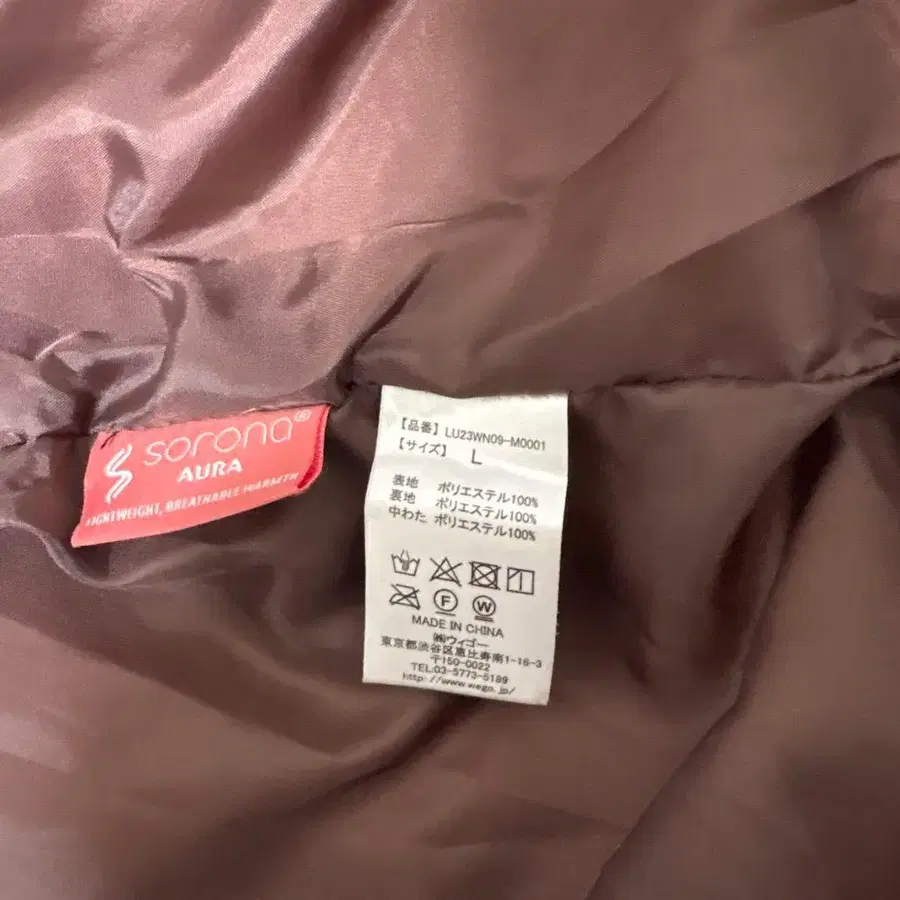 sorona®
AURA
LIGHTWEIGHT, BREATHABLE WARMTH
【品番】 LU23WN09-M0001
【サイズ】 L
表地 ポリエステル100%
裏地 ポリエステル100%
中わた ポリエステル100%
F W
MADE IN CHINA
㈱ウィゴー
東京都渋谷区恵比寿南1-16-3
〒150-0022
TEL.03-5773-5189
http://www.wego.jp/